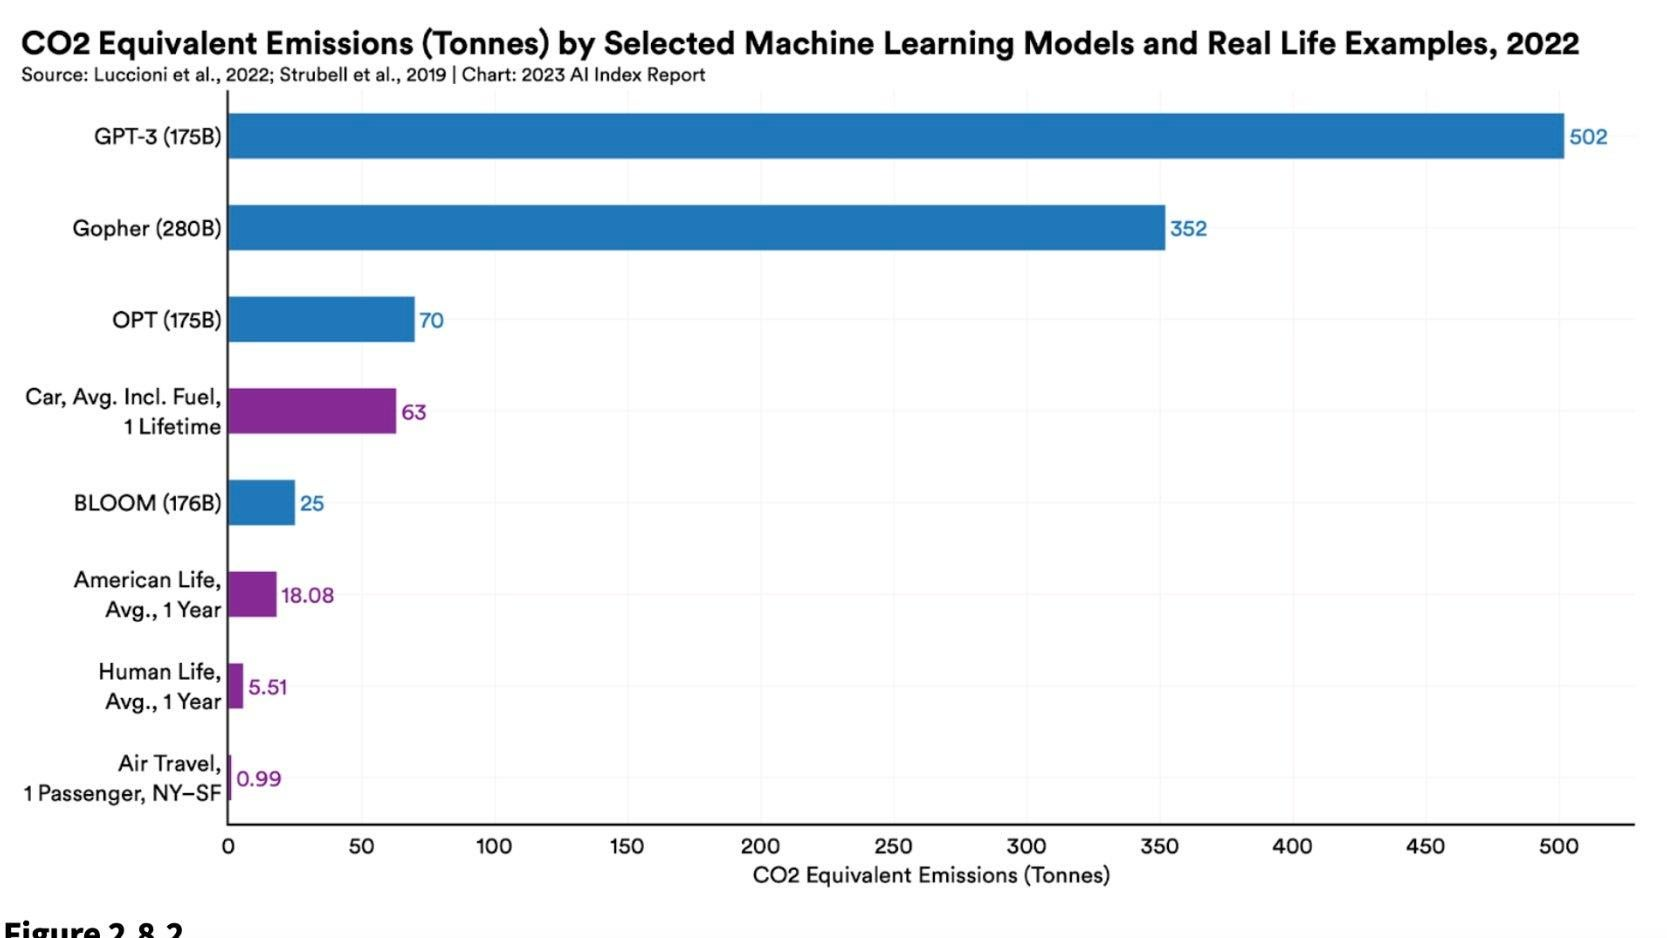 CO2 Equivalent Emissions (Tonnes) by Selected Machine Learning Models and Real Life Examples, 2022
Source: Luccioni et al., 2022; Strubell et al., 2019 | Chart: 2023 AI Index Report
GPT-3 (175B)
502
Gopher (280B)
352
OPT (175B)
70
Car, Avg. Incl. Fuel,
1 Lifetime
63
BLOOM (176B)
25
American Life,
Avg., 1 Year
18.08
Human Life,
Avg., 1 Year
5.51
Air Travel,
1 Passenger, NY–SF
0.99
0 50 100 150 200 250 300 350 400 450 500
CO2 Equivalent Emissions (Tonnes)
Figure 2.8.2